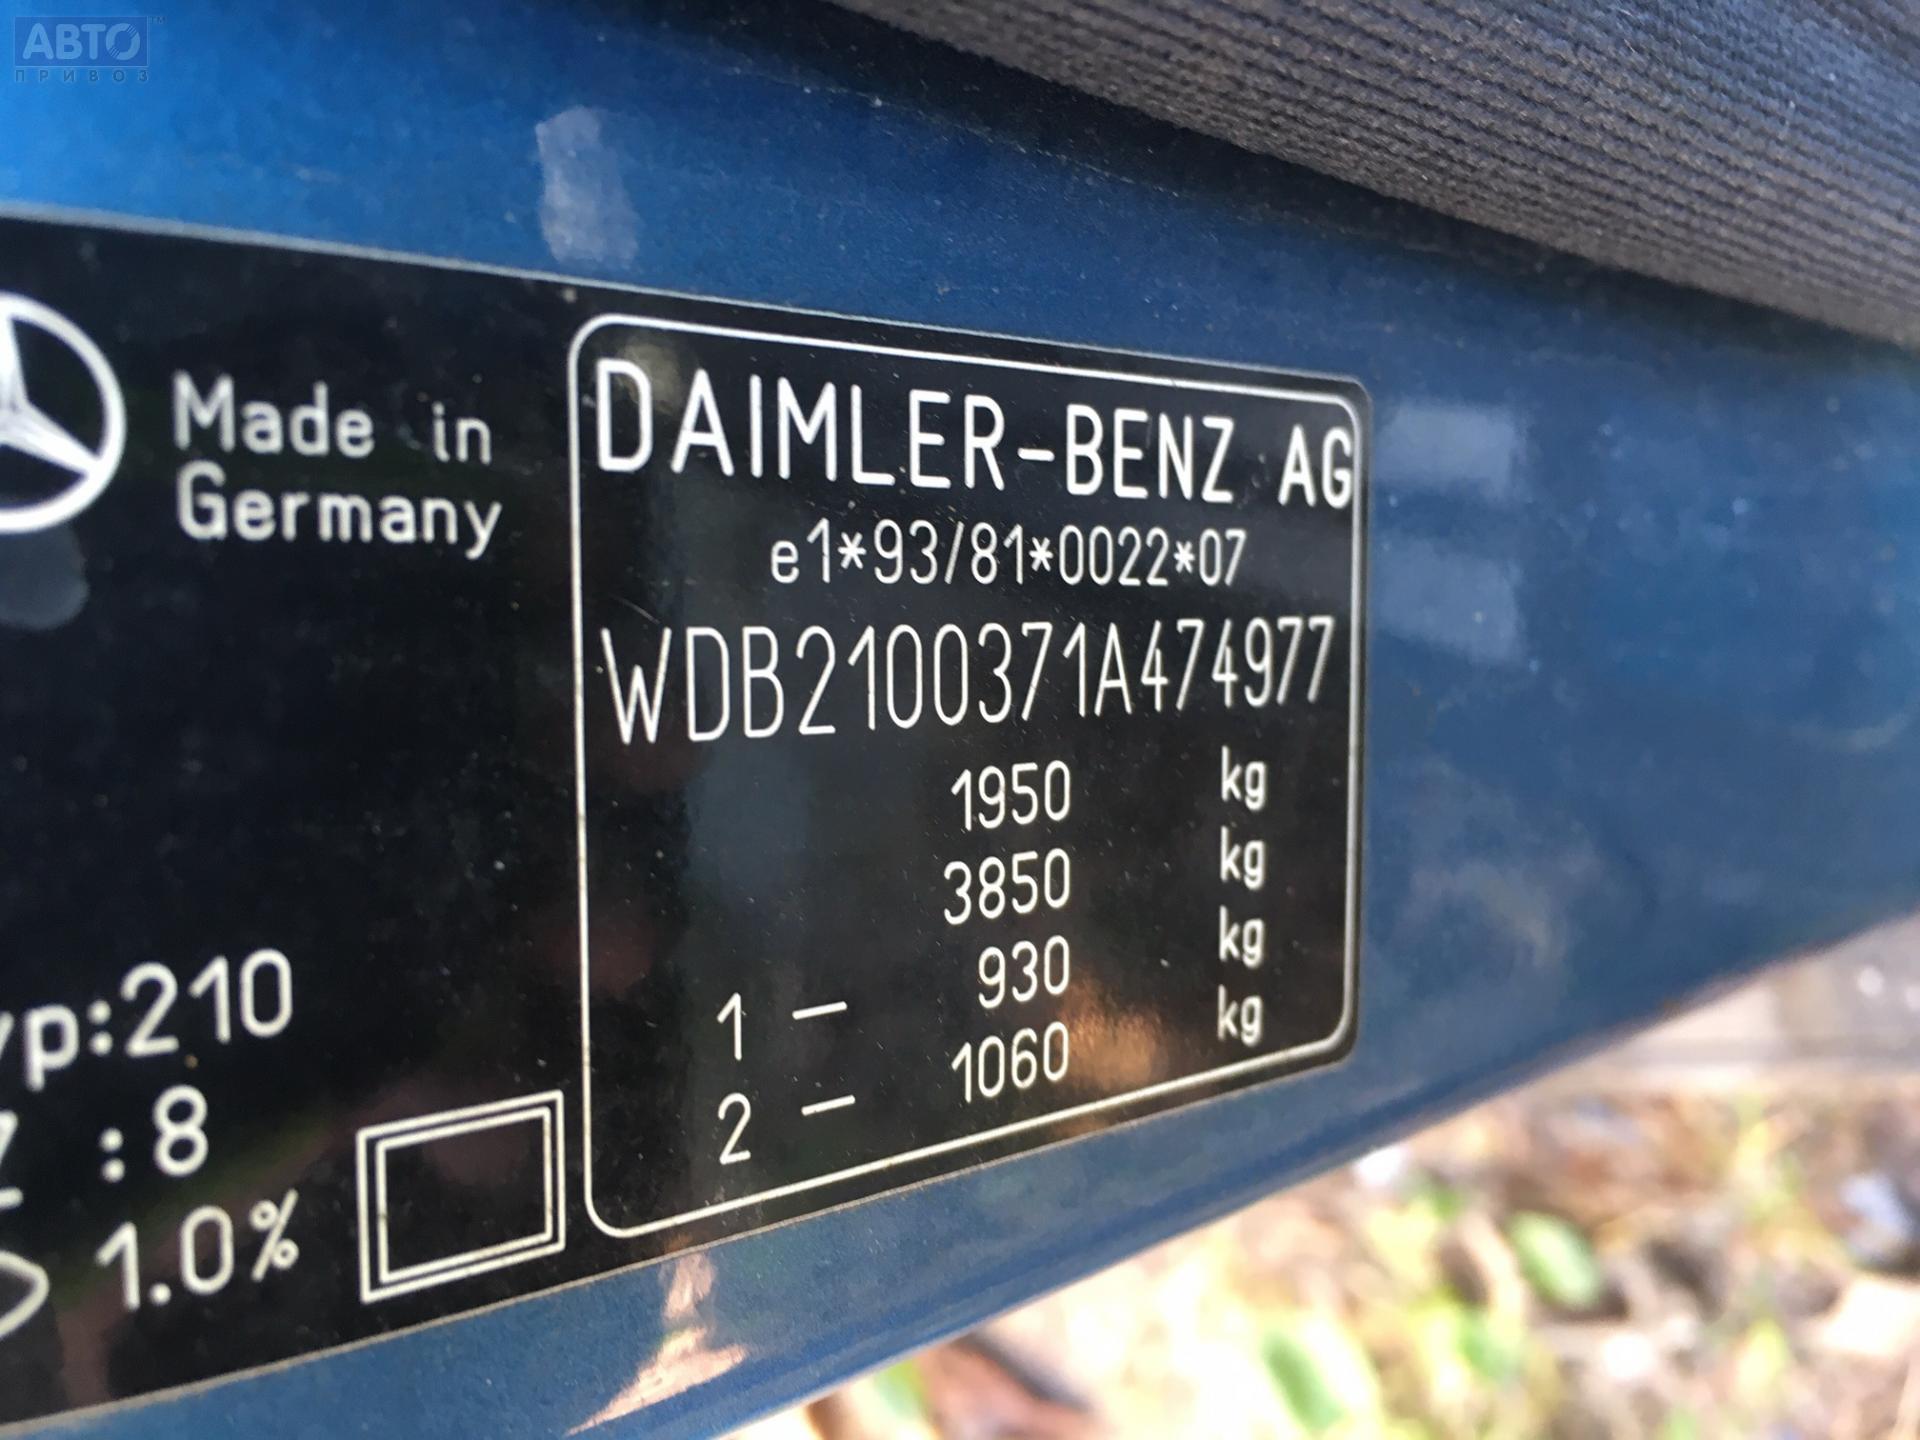 АВТО™
ПРИВОЗ
Made in
Germany
DAIMLER-BENZ AG
e1*93/81*0022*07
WDB2100371A474977
1950 kg
3850 kg
1 – 930 kg
2 – 1060 kg
yp:210
Z :8
1.0%